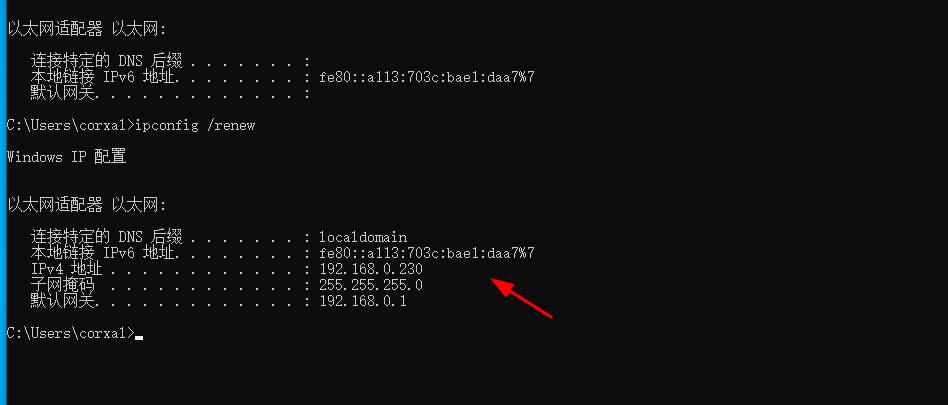 以太网适配器 以太网:
连接特定的 DNS 后缀 . . . . . . . :
本地链接 IPv6 地址. . . . . . . . : fe80::a113:703c:bae1:daa7%7
默认网关. . . . . . . . . . . . . :
C:\Users\corxal>ipconfig /renew
Windows IP 配置
以太网适配器 以太网:
连接特定的 DNS 后缀 . . . . . . . : localdomain
本地链接 IPv6 地址. . . . . . . . : fe80::a113:703c:bae1:daa7%7
IPv4 地址 . . . . . . . . . . . . : 192.168.0.230
子网掩码 . . . . . . . . . . . . : 255.255.255.0
默认网关. . . . . . . . . . . . . : 192.168.0.1
C:\Users\corxal>